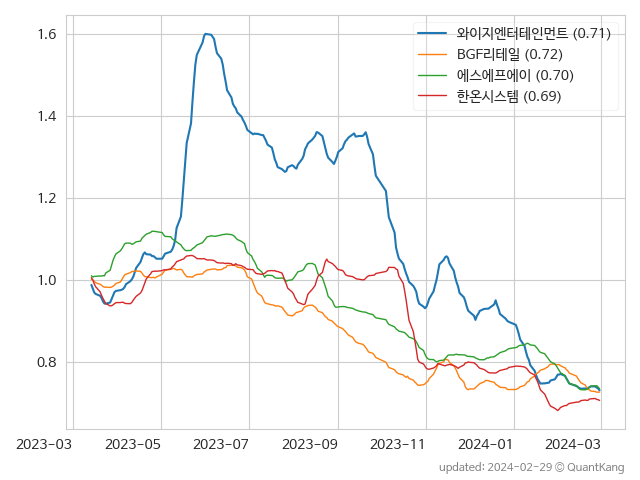 1.6
1.4
1.2
1.0
0.8
와이지엔터테인먼트 (0.71)
BGF리테일 (0.72)
에스에프에이 (0.70)
한온시스템 (0.69)
2023-03 2023-05 2023-07 2023-09 2023-11 2024-01 2024-03
updated: 2024-02-29 © QuantKang